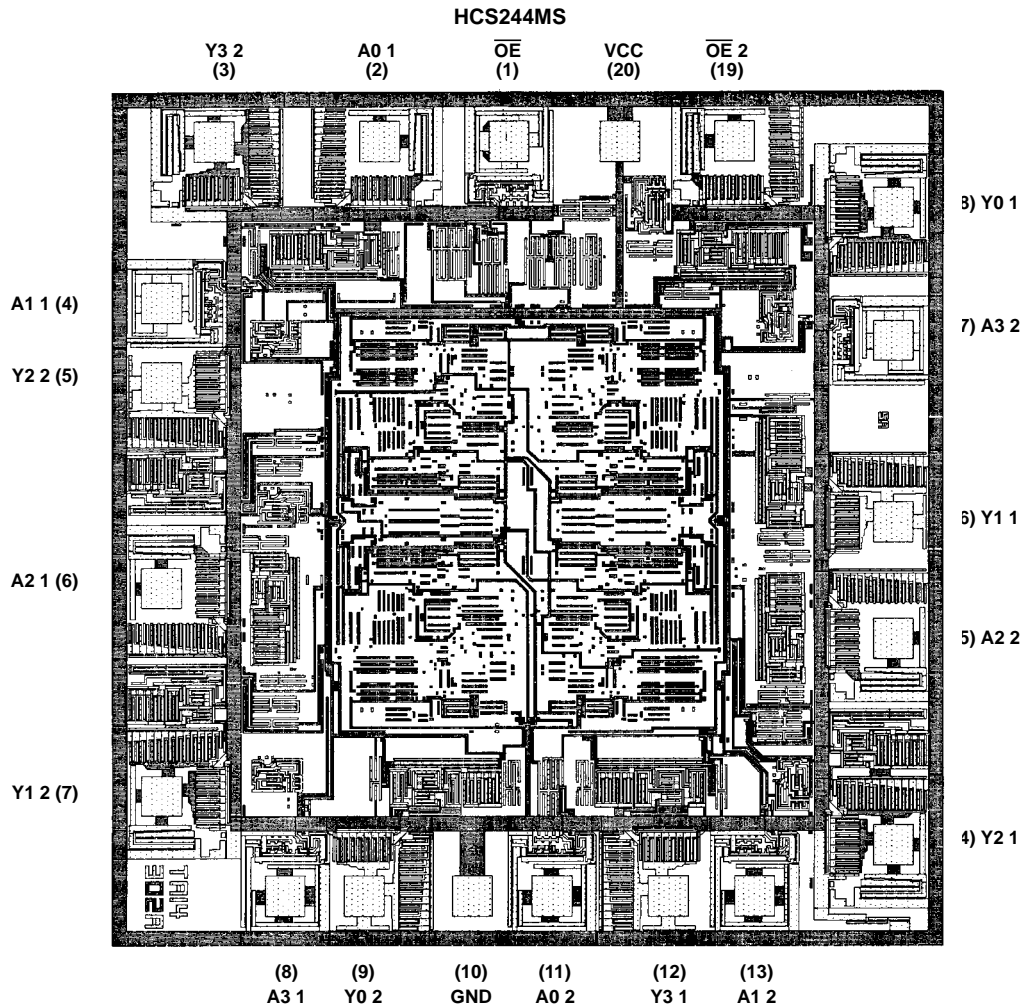 HCS244MS
Y3 2 A0 1 O̅E̅ VCC O̅E̅ 2
(3) (2) (1) (20) (19)
8) Y0 1
A1 1 (4)
7) A3 2
Y2 2 (5)
6) Y1 1
A2 1 (6)
5) A2 2
Y1 2 (7)
4) Y2 1
TA14
302A
(8) (9) (10) (11) (12) (13)
A3 1 Y0 2 GND A0 2 Y3 1 A1 2